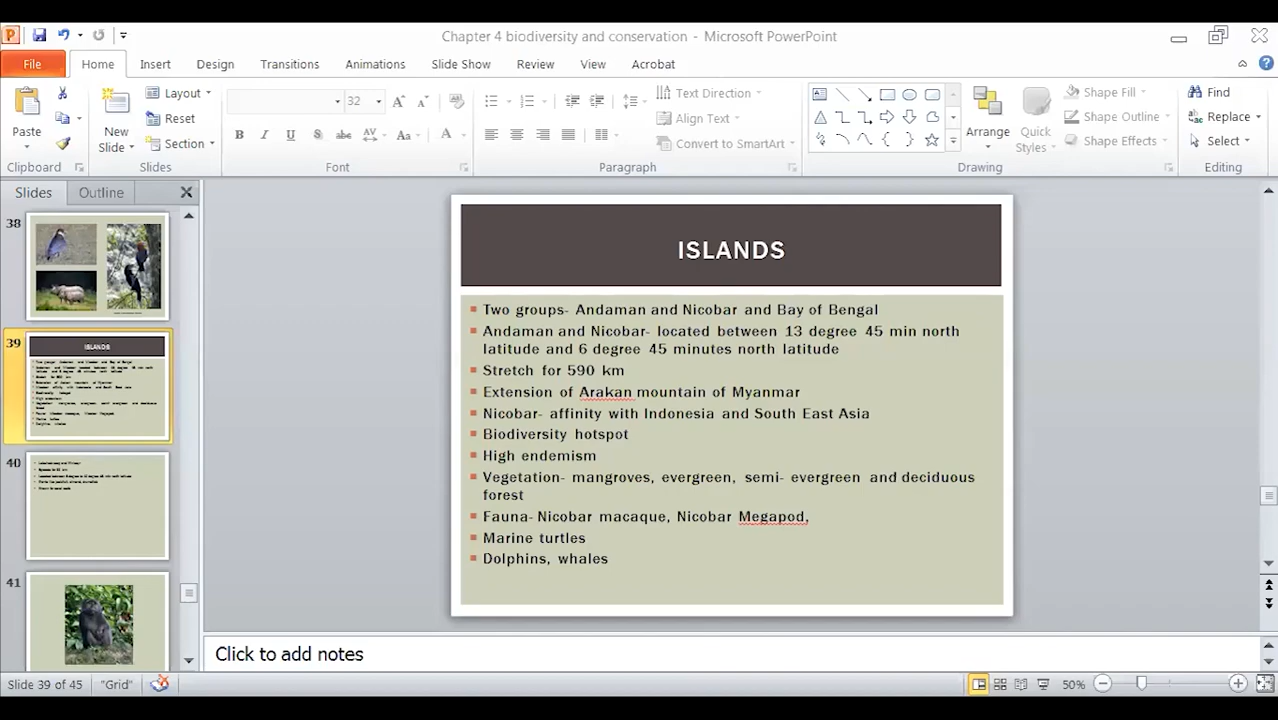 Chapter 4 biodiversity and conservation - Microsoft PowerPoint
File Home Insert Design Transitions Animations Slide Show Review View Acrobat
Paste
New
Slide
Layout
Reset
Section
32
B I U S abc AV Aa A
Text Direction
Align Text
Convert to SmartArt
Arrange
Quick
Styles
Shape Fill
Shape Outline
Shape Effects
Find
Replace
Select
Clipboard Slides Font Paragraph Drawing Editing
Slides Outline
38
39
40
41
ISLANDS
Two groups- Andaman and Nicobar and Bay of Bengal
Andaman and Nicobar- located between 13 degree 45 min north
latitude and 6 degree 45 minutes north latitude
Stretch for 590 km
Extension of Arakan mountain of Myanmar
Nicobar- affinity with Indonesia and South East Asia
Biodiversity hotspot
High endemism
Vegetation- mangroves, evergreen, semi- evergreen and deciduous
forest
Fauna- Nicobar macaque, Nicobar Megapod,
Marine turtles
Dolphins, whales
Click to add notes
Slide 39 of 45 "Grid" 50%